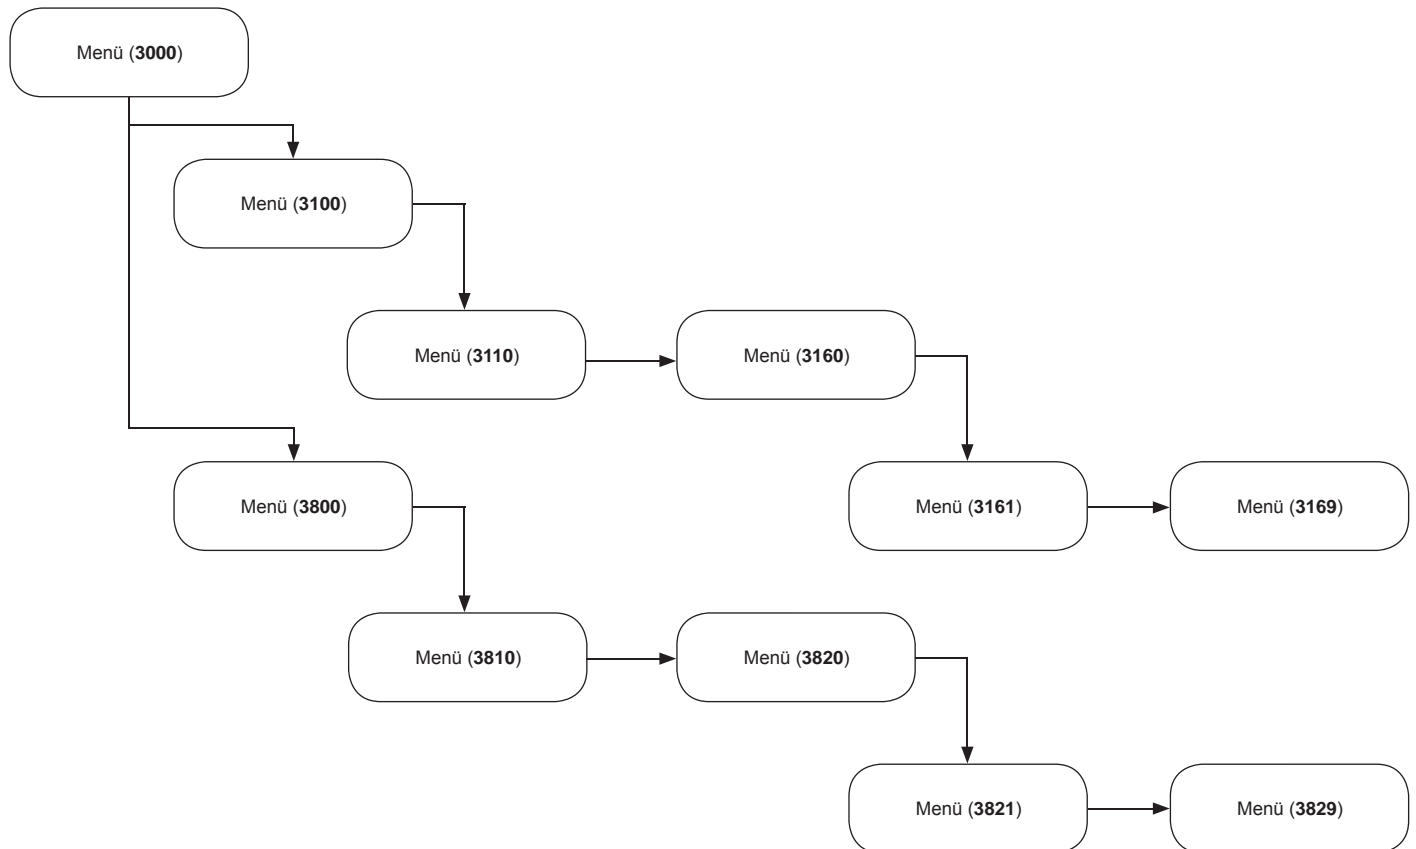 Menü (3000)
Menü (3100)
Menü (3110)
Menü (3160)
Menü (3800)
Menü (3161)
Menü (3169)
Menü (3810)
Menü (3820)
Menü (3821)
Menü (3829)